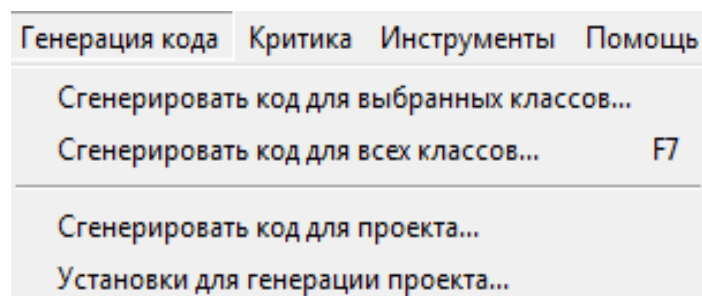 Генерация кода Критика Инструменты Помощь
Сгенерировать код для выбранных классов...
Сгенерировать код для всех классов... F7
Сгенерировать код для проекта...
Установки для генерации проекта...